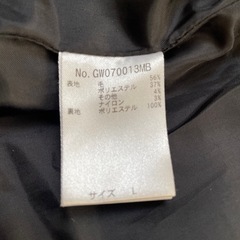 No. GW070013MB
表地 毛 56%
ポリエステル 37%
その他 4%
ナイロン 3%
裏地 ポリエステル 100%
サイズ L